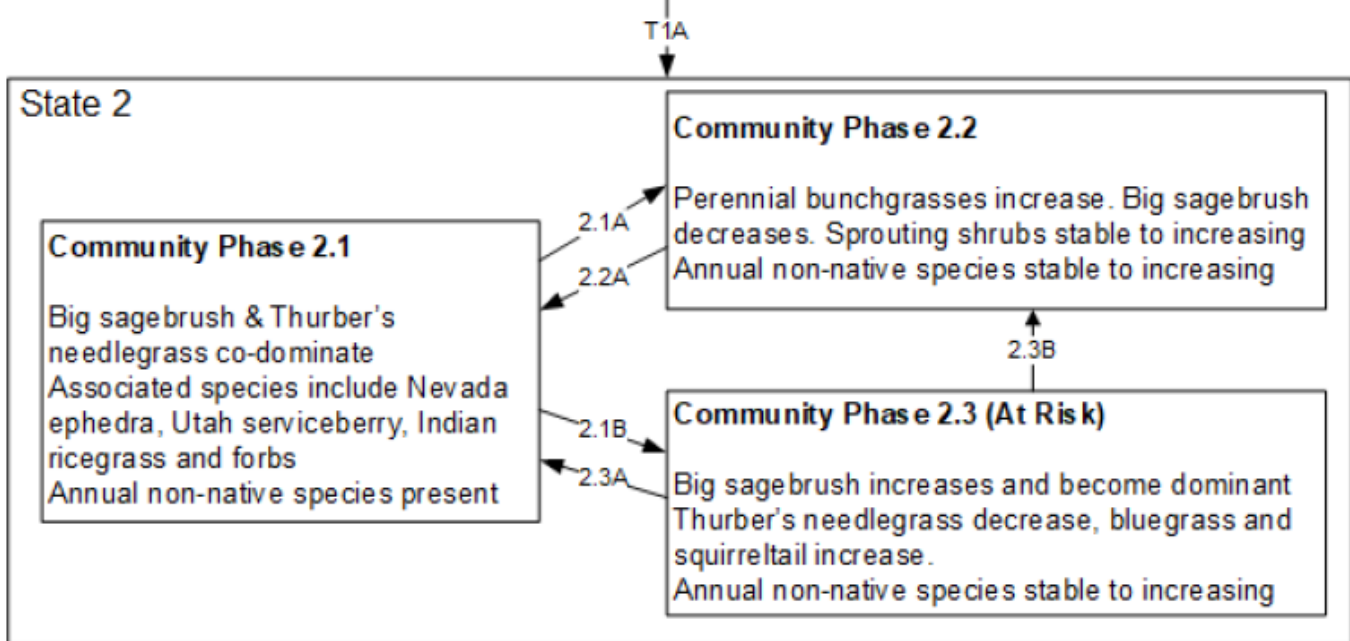 T1A
State 2
Community Phase 2.2
Perennial bunchgrasses increase. Big sagebrush
decreases. Sprouting shrubs stable to increasing
Annual non-native species stable to increasing
2.1A
2.2A
Community Phase 2.1
Big sagebrush & Thurber's
needlegrass co-dominate
Associated species include Nevada
ephedra, Utah serviceberry, Indian
ricegrass and forbs
Annual non-native species present
2.3B
2.1B
2.3A
Community Phase 2.3 (At Risk)
Big sagebrush increases and become dominant
Thurber's needlegrass decrease, bluegrass and
squirreltail increase.
Annual non-native species stable to increasing